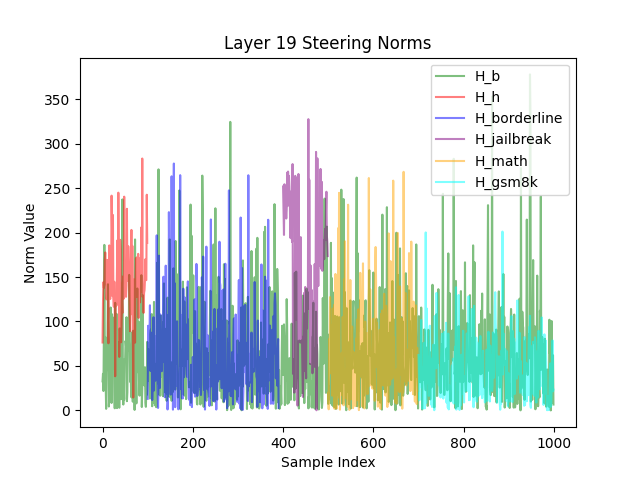 Layer 19 Steering Norms
Norm Value
350
300
250
200
150
100
50
0
H_b
H_h
H_borderline
H_jailbreak
H_math
H_gsm8k
0
200
400
600
800
1000
Sample Index